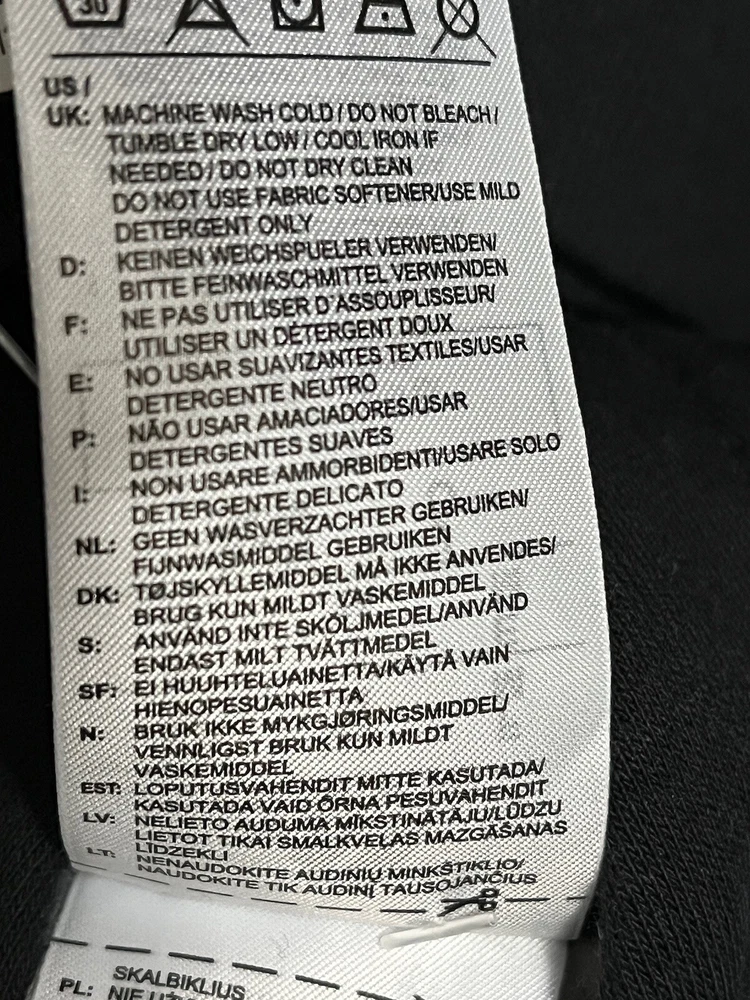 30
US /
UK: MACHINE WASH COLD / DO NOT BLEACH /
TUMBLE DRY LOW / COOL IRON IF
NEEDED / DO NOT DRY CLEAN
DO NOT USE FABRIC SOFTENER/USE MILD
DETERGENT ONLY
D: KEINEN WEICHSPUELER VERWENDEN/
BITTE FEINWASCHMITTEL VERWENDEN
F: NE PAS UTILISER D'ASSOUPLISSEUR/
UTILISER UN DÉTERGENT DOUX
E: NO USAR SUAVIZANTES TEXTILES/USAR
DETERGENTE NEUTRO
P: NÃO USAR AMACIADORES/USAR
DETERGENTES SUAVES
I: NON USARE AMMORBIDENTI/USARE SOLO
DETERGENTE DELICATO
NL: GEEN WASVERZACHTER GEBRUIKEN/
FIJNWASMIDDEL GEBRUIKEN
DK: TØJSKYLLEMIDDEL MÅ IKKE ANVENDES/
BRUG KUN MILDT VASKEMIDDEL
S: ANVÄND INTE SKÖLJMEDEL/ANVÄND
ENDAST MILT TVÄTTMEDEL
SF: EI HUUHTELUAINETTA/KÄYTÄ VAIN
HIENOPESUAINETTA
N: BRUK IKKE MYKGJØRINGSMIDDEL/
VENNLIGST BRUK KUN MILDT
VASKEMIDDEL
EST: LOPUTUSVAHENDIT MITTE KASUTADA/
KASUTADA VAID ÕRNA PESUVAHENDIT
LV: NELIETO AUDUMA MĪKSTINĀTĀJU/LŪDZU
LIETOT TIKAI SMALKVEĻAS MAZGĀŠANAS
LĪDZEKLI
LT: NENAUDOKITE AUDINIŲ MINKŠTIKLIO/
NAUDOKITE TIK AUDINĮ TAUSOJANČIUS
SKALBIKLIUS
PL: NIE